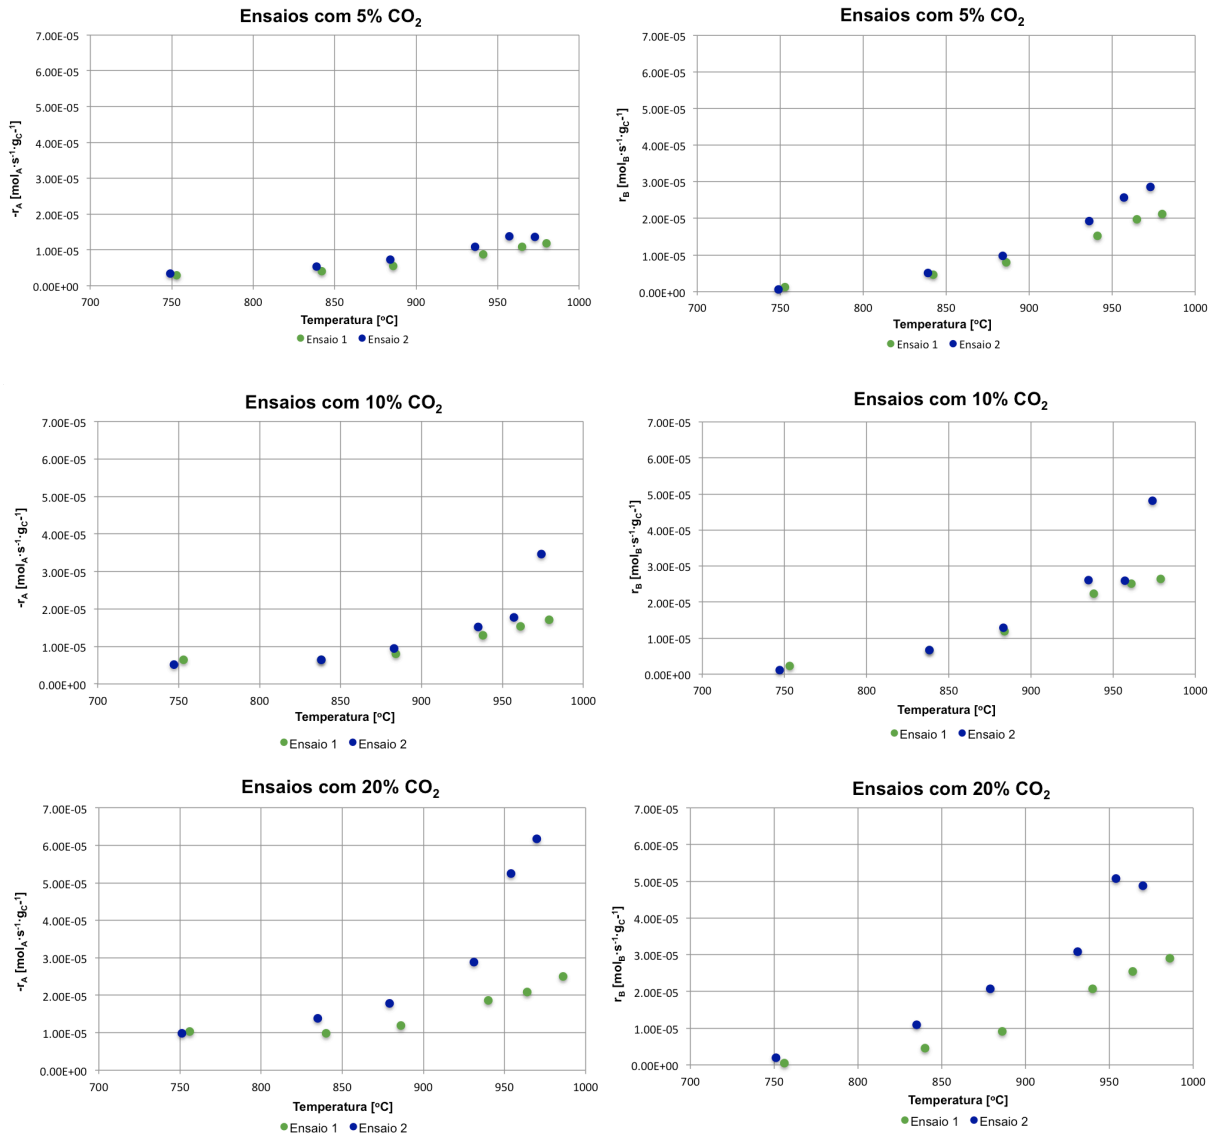 Ensaios com 5% CO2
7.00E-05
6.00E-05
5.00E-05
4.00E-05
3.00E-05
2.00E-05
1.00E-05
0.00E+00
700 750 800 850 900 950 1000
-rA [molA·s-1·gC-1]
Temperatura [ºC]
Ensaio 1 Ensaio 2
Ensaios com 5% CO2
7.00E-05
6.00E-05
5.00E-05
4.00E-05
3.00E-05
2.00E-05
1.00E-05
0.00E+00
700 750 800 850 900 950 1000
rB [molB·s-1·gC-1]
Temperatura [ºC]
Ensaio 1 Ensaio 2
Ensaios com 10% CO2
7.00E-05
6.00E-05
5.00E-05
4.00E-05
3.00E-05
2.00E-05
1.00E-05
0.00E+00
700 750 800 850 900 950 1000
-rA [molA·s-1·gC-1]
Temperatura [ºC]
Ensaio 1 Ensaio 2
Ensaios com 10% CO2
7.00E-05
6.00E-05
5.00E-05
4.00E-05
3.00E-05
2.00E-05
1.00E-05
0.00E+00
700 750 800 850 900 950 1000
rB [molB·s-1·gC-1]
Temperatura [ºC]
Ensaio 1 Ensaio 2
Ensaios com 20% CO2
7.00E-05
6.00E-05
5.00E-05
4.00E-05
3.00E-05
2.00E-05
1.00E-05
0.00E+00
700 750 800 850 900 950 1000
-rA [molA·s-1·gC-1]
Temperatura [ºC]
Ensaio 1 Ensaio 2
Ensaios com 20% CO2
7.00E-05
6.00E-05
5.00E-05
4.00E-05
3.00E-05
2.00E-05
1.00E-05
0.00E+00
700 750 800 850 900 950 1000
rB [molB·s-1·gC-1]
Temperatura [ºC]
Ensaio 1 Ensaio 2